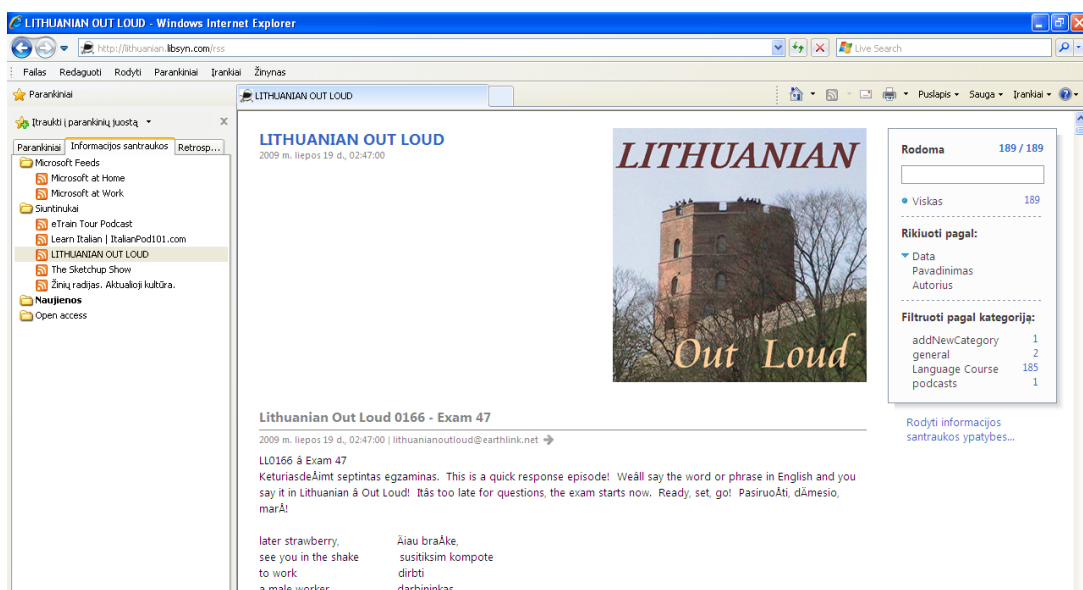 LITHUANIAN OUT LOUD - Windows Internet Explorer
http://lithuanian.libsyn.com/rss
Live Search
Failas Redaguoti Rodyti Parankiniai Įrankiai Žinynas
Parankiniai
LITHUANIAN OUT LOUD
Puslapis Sauga Įrankiai
Įtraukti į parankinių juostą
Parankiniai Informacijos santraukos Retrosp...
Microsoft Feeds
Microsoft at Home
Microsoft at Work
Siuntinukai
eTrain Tour Podcast
Learn Italian | ItalianPod101.com
LITHUANIAN OUT LOUD
The Sketchup Show
Žinių radijas. Aktualioji kultūra.
Naujienos
Open access
LITHUANIAN OUT LOUD
2009 m. liepos 19 d., 02:47:00
LITHUANIAN
Out Loud
Rodoma 189 / 189
Viskas 189
Rikiuoti pagal:
Data
Pavadinimas
Autorius
Filtruoti pagal kategoriją:
addNewCategory 1
general 2
Language Course 185
podcasts 1
Rodyti informacijos
santraukos ypatybes...
Lithuanian Out Loud 0166 - Exam 47
2009 m. liepos 19 d., 02:47:00 | lithuanianoutloud@earthlink.net
LL0166 â Exam 47
KeturiasdeÅimt septintas egzaminas. This is a quick response episode! Weâll say the word or phrase in English and you
say it in Lithuanian â Out Loud! Itâs too late for questions, the exam starts now. Ready, set, go! PasiruoÅti, dÄmesio,
marÅ!
later strawberry, Äiau braÅke,
see you in the shake susitiksim kompote
to work dirbti
a male worker darbininkas